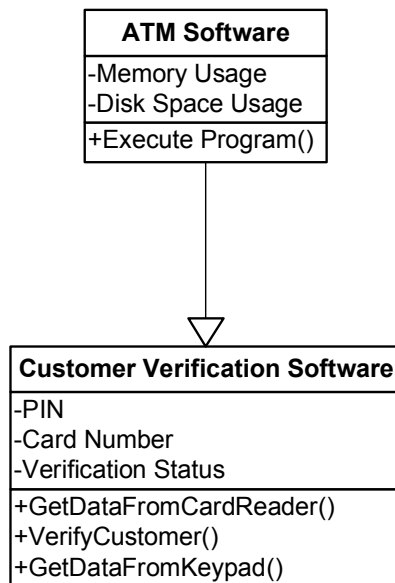 ATM Software
-Memory Usage
-Disk Space Usage
+Execute Program()
Customer Verification Software
-PIN
-Card Number
-Verification Status
+GetDataFromCardReader()
+VerifyCustomer()
+GetDataFromKeypad()